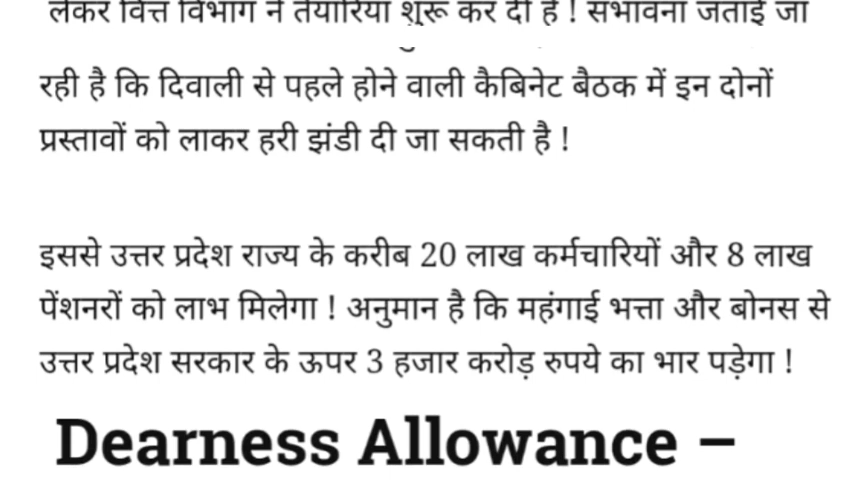 लेकर वित्त विभाग ने तैयारियां शुरू कर दी है ! संभावना जताई जा
रही है कि दिवाली से पहले होने वाली कैबिनेट बैठक में इन दोनों
प्रस्तावों को लाकर हरी झंडी दी जा सकती है !
इससे उत्तर प्रदेश राज्य के करीब 20 लाख कर्मचारियों और 8 लाख
पेंशनरों को लाभ मिलेगा ! अनुमान है कि महंगाई भत्ता और बोनस से
उत्तर प्रदेश सरकार के ऊपर 3 हजार करोड़ रुपये का भार पड़ेगा !
Dearness Allowance –